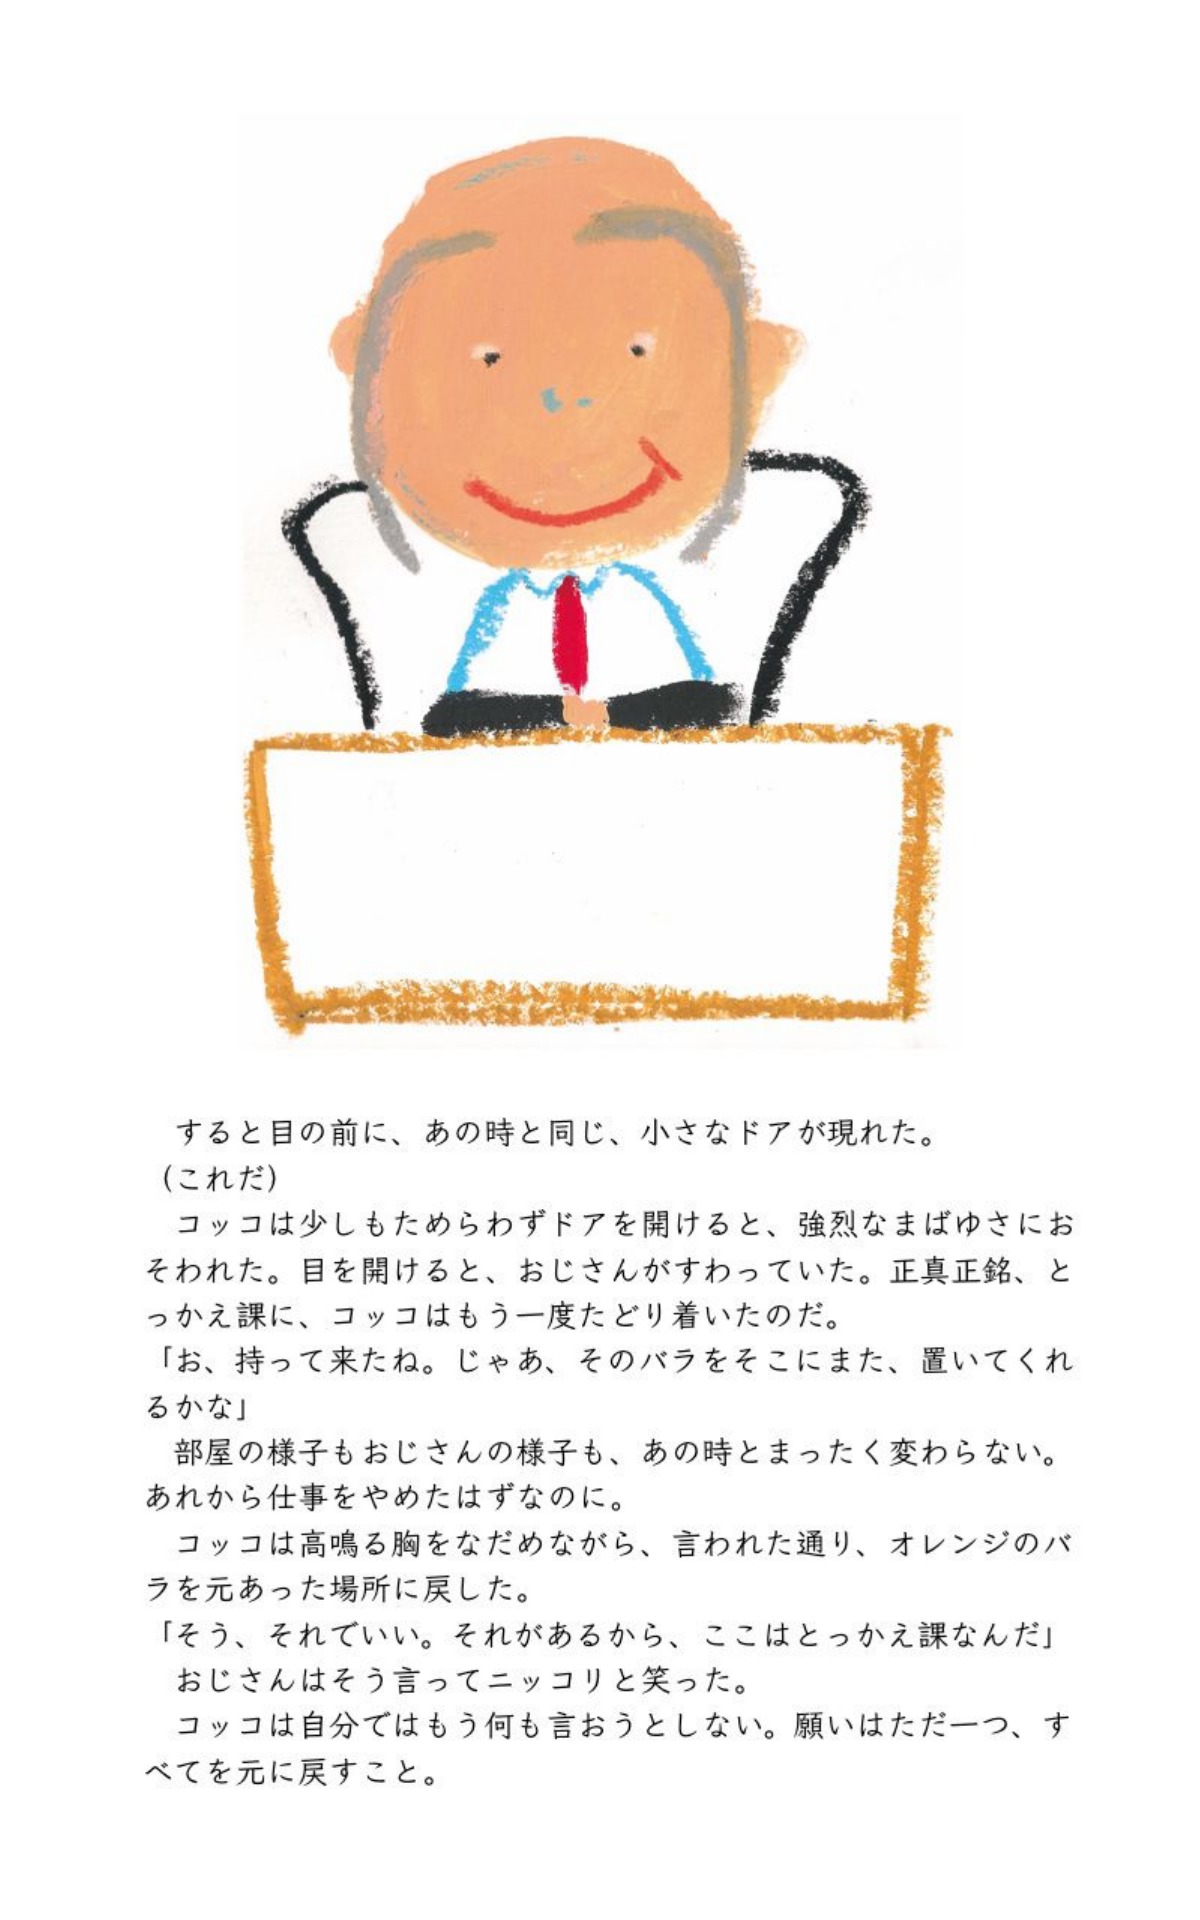 すると目の前に、あの時と同じ、小さなドアが現れた。
（これだ）
　コッコは少しもためらわずドアを開けると、強烈なまばゆさにお
そわれた。目を開けると、おじさんがすわっていた。正真正銘、と
っかえ課に、コッコはもう一度たどり着いたのだ。
「お、持って来たね。じゃあ、そのバラをそこにまた、置いてくれ
るかな」
　部屋の様子もおじさんの様子も、あの時とまったく変わらない。
あれから仕事をやめたはずなのに。
　コッコは高鳴る胸をなだめながら、言われた通り、オレンジのバ
ラを元あった場所に戻した。
「そう、それでいい。それがあるから、ここはとっかえ課なんだ」
　おじさんはそう言ってニッコリと笑った。
　コッコは自分ではもう何も言おうとしない。願いはただ一つ、す
べてを元に戻すこと。